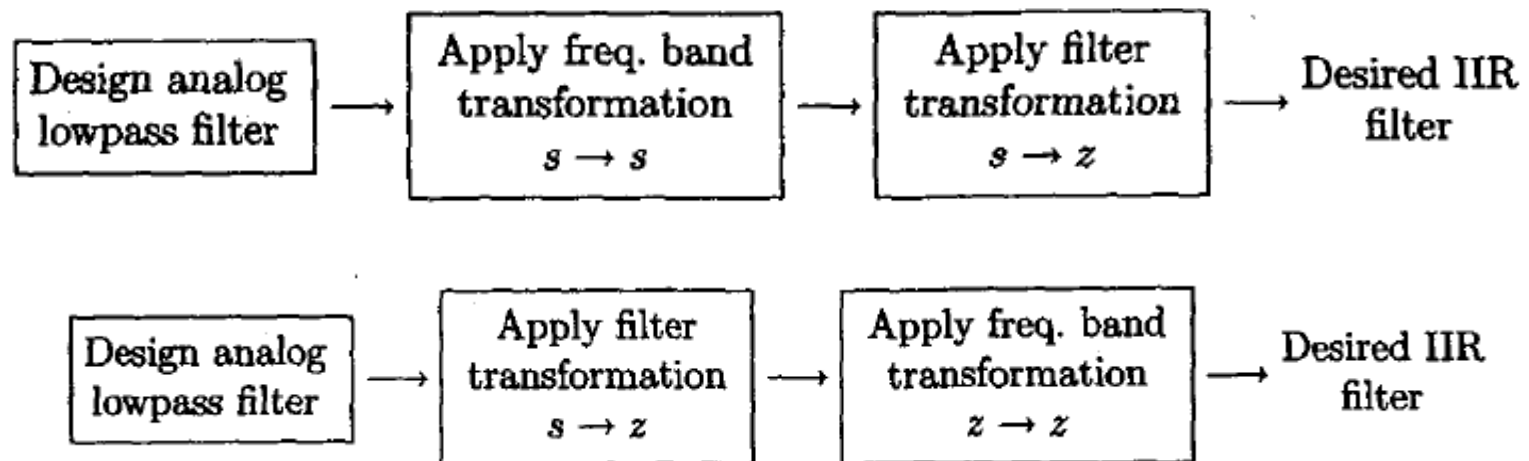 Design analog
lowpass filter
Apply freq. band
transformation
s → s
Apply filter
transformation
s → z
Desired IIR
filter
Design analog
lowpass filter
Apply filter
transformation
s → z
Apply freq. band
transformation
z → z
Desired IIR
filter